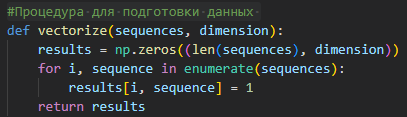 #Процедура для подготовки данных
def vectorize(sequences, dimension):
    results = np.zeros((len(sequences), dimension))
    for i, sequence in enumerate(sequences):
        results[i, sequence] = 1
    return results